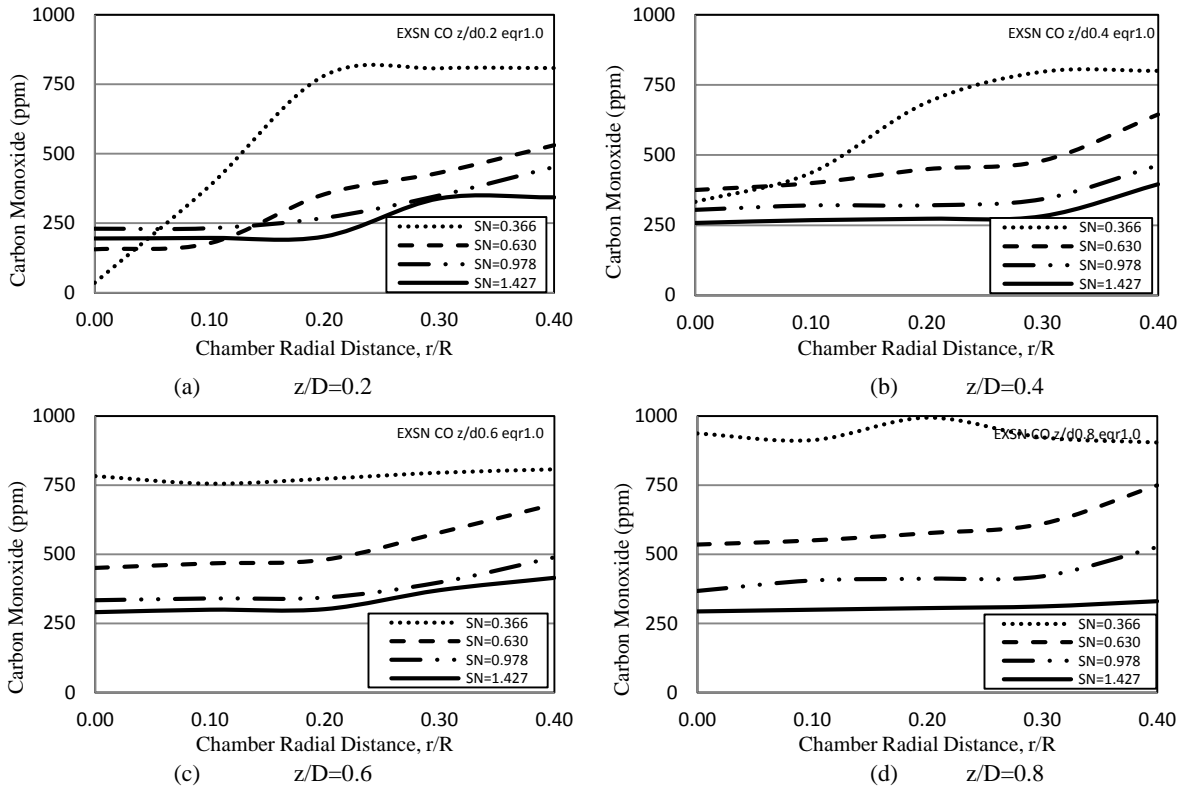 EXSN CO z/d0.2 eqr1.0
Carbon Monoxide (ppm)
1000
750
500
250
0
SN=0.366
SN=0.630
SN=0.978
SN=1.427
0.00 0.10 0.20 0.30 0.40
Chamber Radial Distance, r/R
(a) z/D=0.2
EXSN CO z/d0.4 eqr1.0
Carbon Monoxide (ppm)
1000
750
500
250
0
SN=0.366
SN=0.630
SN=0.978
SN=1.427
0.00 0.10 0.20 0.30 0.40
Chamber Radial Distance, r/R
(b) z/D=0.4
EXSN CO z/d0.6 eqr1.0
Carbon Monoxide (ppm)
1000
750
500
250
0
SN=0.366
SN=0.630
SN=0.978
SN=1.427
0.00 0.10 0.20 0.30 0.40
Chamber Radial Distance, r/R
(c) z/D=0.6
EXSN CO z/d0.8 eqr1.0
Carbon Monoxide (ppm)
1000
750
500
250
0
SN=0.366
SN=0.630
SN=0.978
SN=1.427
0.00 0.10 0.20 0.30 0.40
Chamber Radial Distance, r/R
(d) z/D=0.8